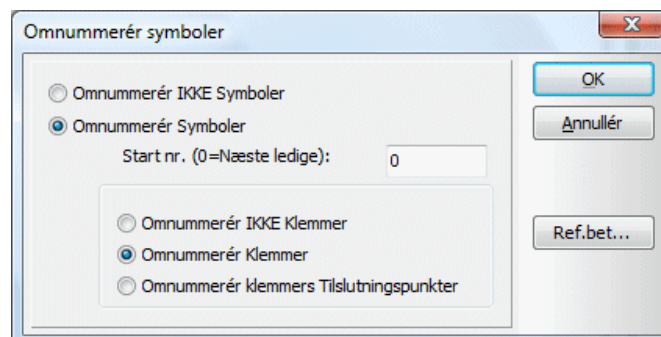 Omnummerér symboler
Omnummerér IKKE Symboler
Omnummerér Symboler
Start nr. (0=Næste ledige): 0
Omnummerér IKKE Klemmer
Omnummerér Klemmer
Omnummerér klemmers Tilslutningspunkter
OK
Annullér
Ref.bet...